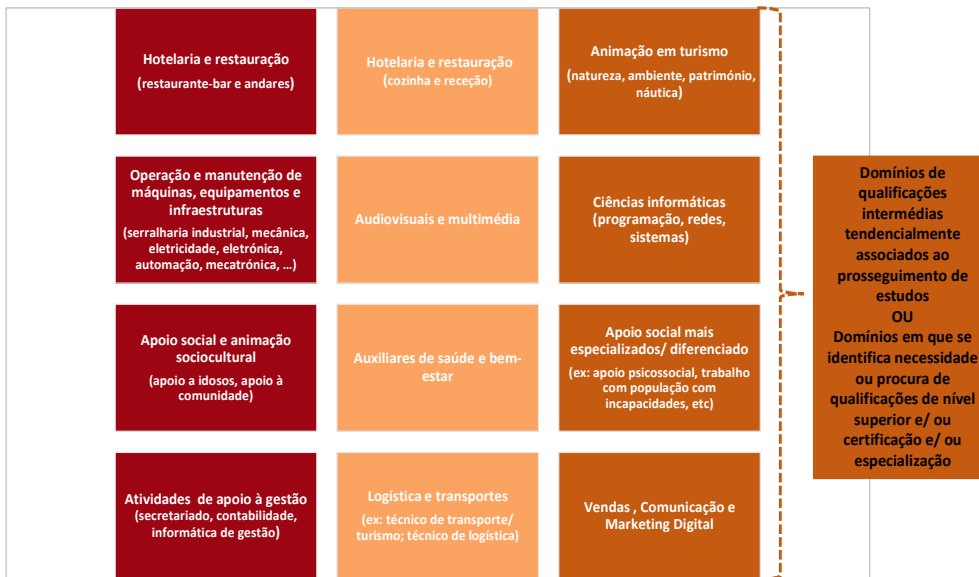 Hotelaria e restauração
(restaurante-bar e andares)
Hotelaria e restauração
(cozinha e receção)
Animação em turismo
(natureza, ambiente, património,
náutica)
Operação e manutenção de
máquinas, equipamentos e
infraestruturas
(serralharia industrial, mecânica,
eletricidade, eletrónica,
automação, mecatrónica, ...)
Audiovisuais e multimédia
Ciências informáticas
(programação, redes,
sistemas)
Apoio social e animação
sociocultural
(apoio a idosos, apoio à
comunidade)
Auxiliares de saúde e bem-
estar
Apoio social mais
especializados/ diferenciado
(ex: apoio psicossocial, trabalho
com população com
incapacidades, etc)
Atividades de apoio à gestão
(secretariado, contabilidade,
informática de gestão)
Logística e transportes
(ex: técnico de transporte/
turismo; técnico de logística)
Vendas , Comunicação e
Marketing Digital
Domínios de
qualificações
intermédias
tendencialmente
associados ao
prosseguimento de
estudos
OU
Domínios em que se
identifica necessidade
ou procura de
qualificações de nível
superior e/ ou
certificação e/ ou
especialização